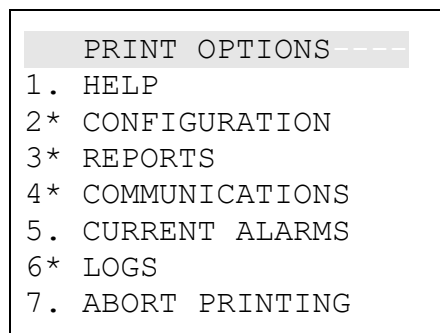 PRINT OPTIONS----
1. HELP
2* CONFIGURATION
3* REPORTS
4* COMMUNICATIONS
5. CURRENT ALARMS
6* LOGS
7. ABORT PRINTING